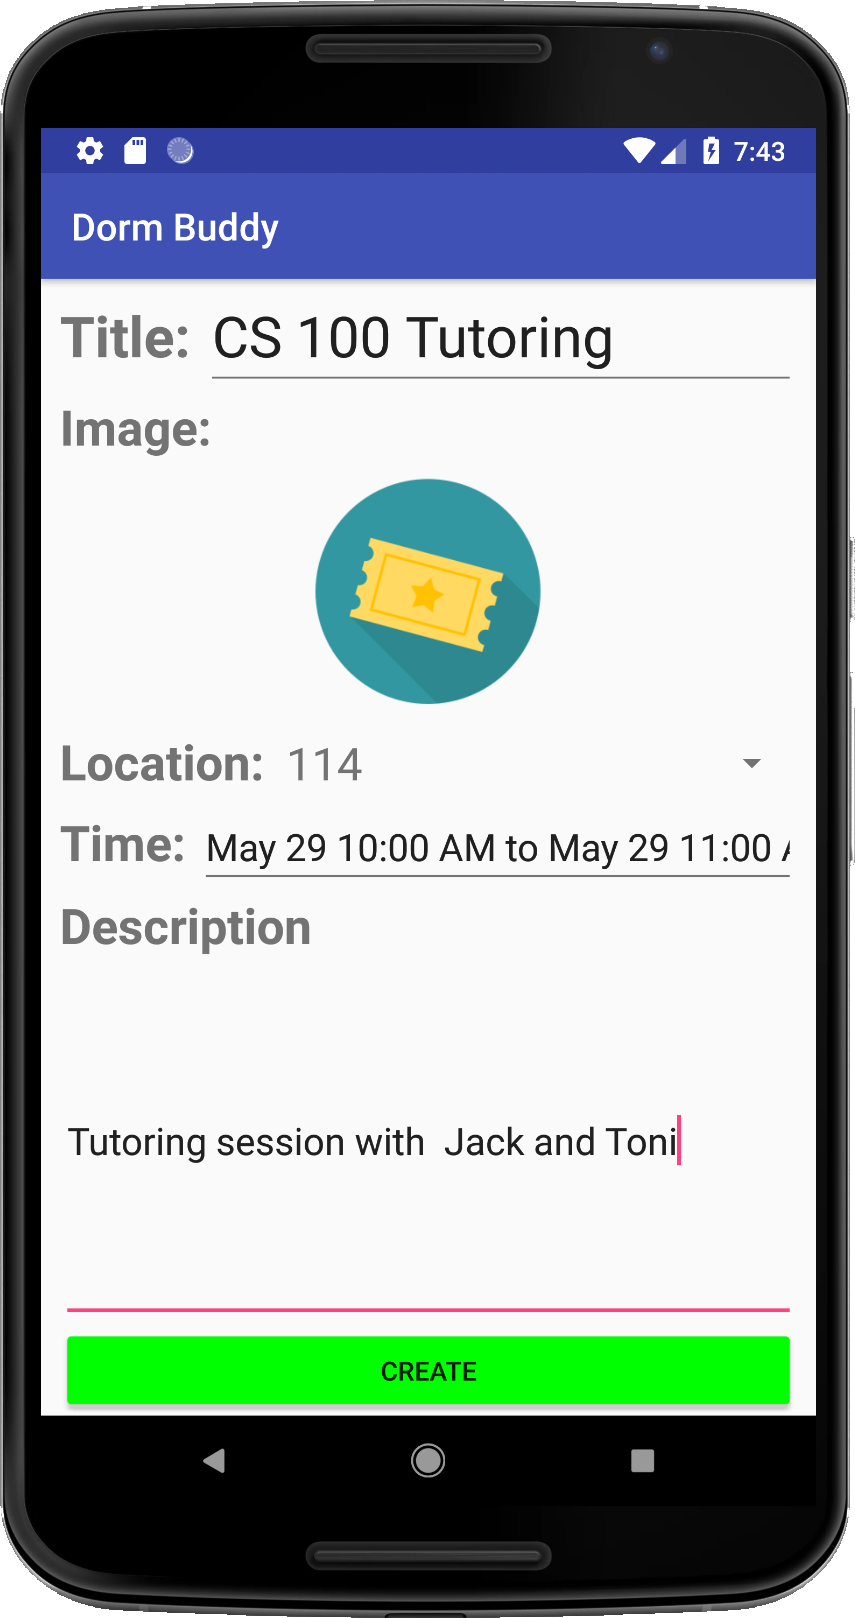 7:43
Dorm Buddy
Title: CS 100 Tutoring
Image:
Location: 114
Time: May 29 10:00 AM to May 29 11:00 A
Description
Tutoring session with  Jack and Toni
CREATE